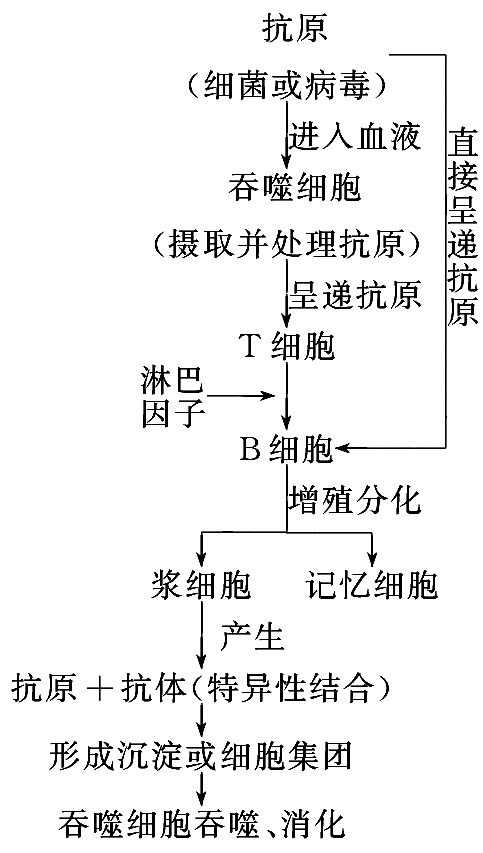 抗原
（细菌或病毒）
进入血液
吞噬细胞
（摄取并处理抗原）
呈递抗原
T细胞
淋巴
因子
B细胞
直接呈递抗原
增殖分化
浆细胞
记忆细胞
产生
抗原＋抗体(特异性结合)
形成沉淀或细胞集团
吞噬细胞吞噬、消化